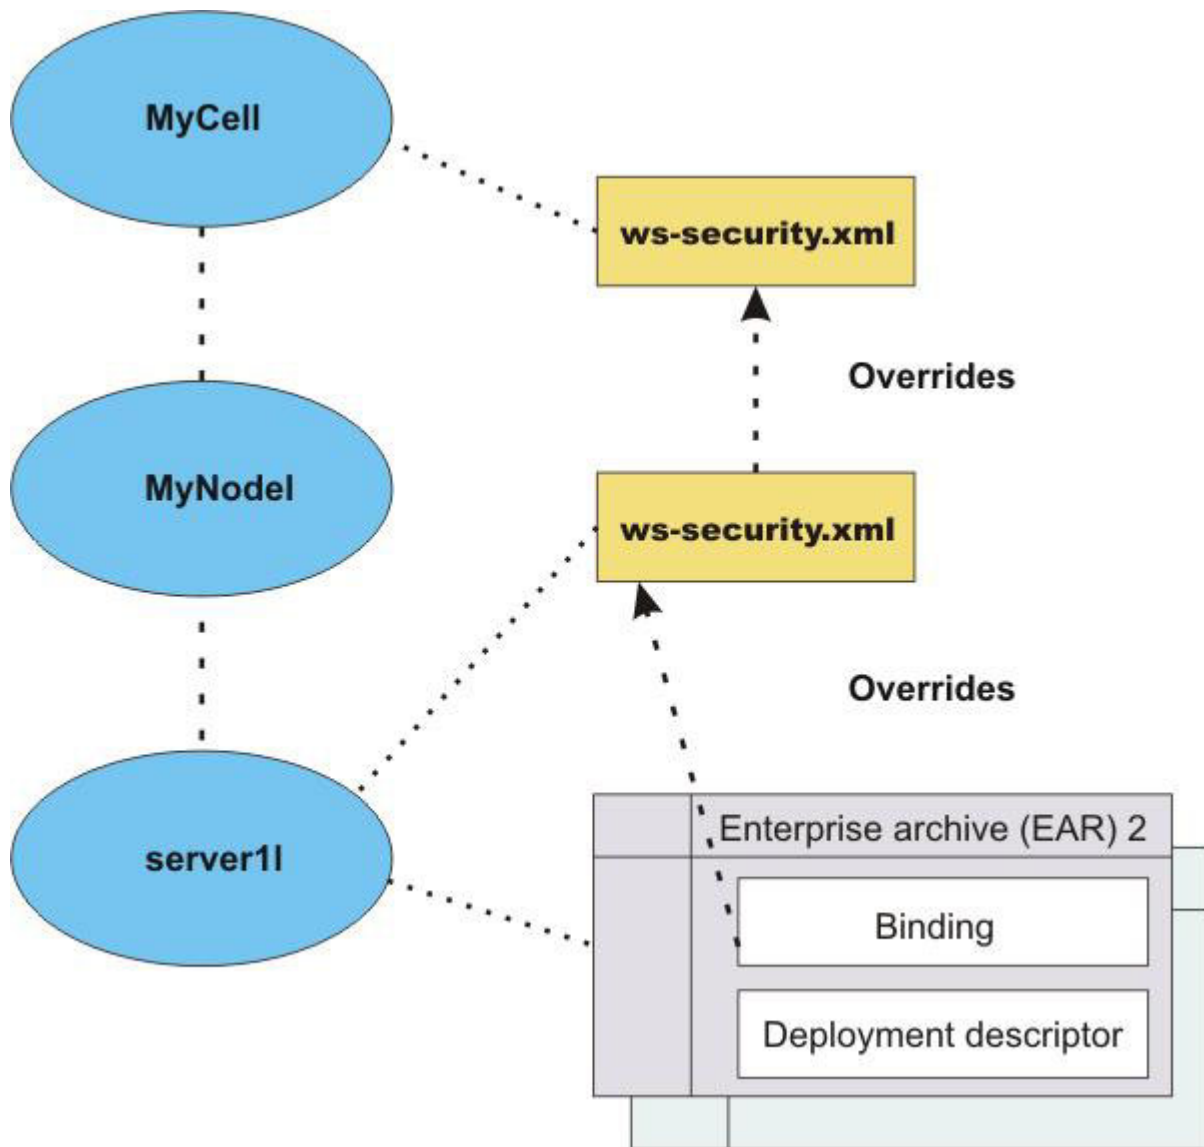 MyCell
ws-security.xml
Overrides
MyNodel
ws-security.xml
Overrides
server1l
Enterprise archive (EAR) 2
Binding
Deployment descriptor